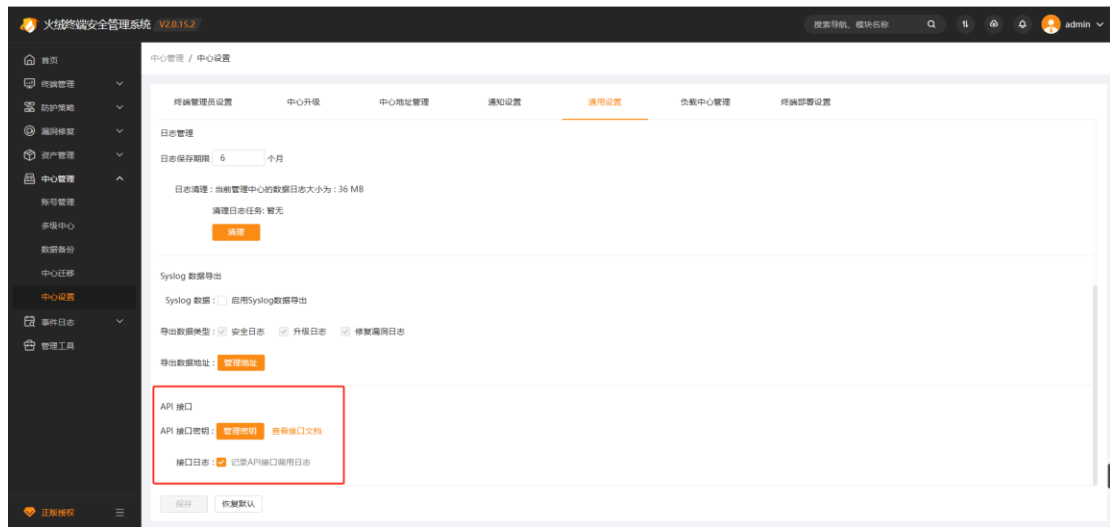 火绒终端安全管理系统 V2.0.15.2
搜索导航、模块名称
admin
首页
终端管理
防护策略
漏洞修复
资产管理
中心管理
账号管理
多级中心
数据备份
中心迁移
中心设置
事件日志
管理工具
正版授权
中心管理 / 中心设置
终端管理员设置 中心升级 中心地址管理 通知设置 通用设置 负载中心管理 终端部署设置
日志管理
日志保存期限 6 个月
日志清理 : 当前管理中心的数据日志大小为 : 36 MB
清理日志任务: 暂无
清理
Syslog 数据导出
Syslog 数据 : 启用Syslog数据导出
导出数据类型 : 安全日志 升级日志 修复漏洞日志
导出数据地址 : 管理地址
API 接口
API 接口密钥 : 管理密钥 查看接口文档
接口日志 : 记录API接口调用日志
保存 恢复默认